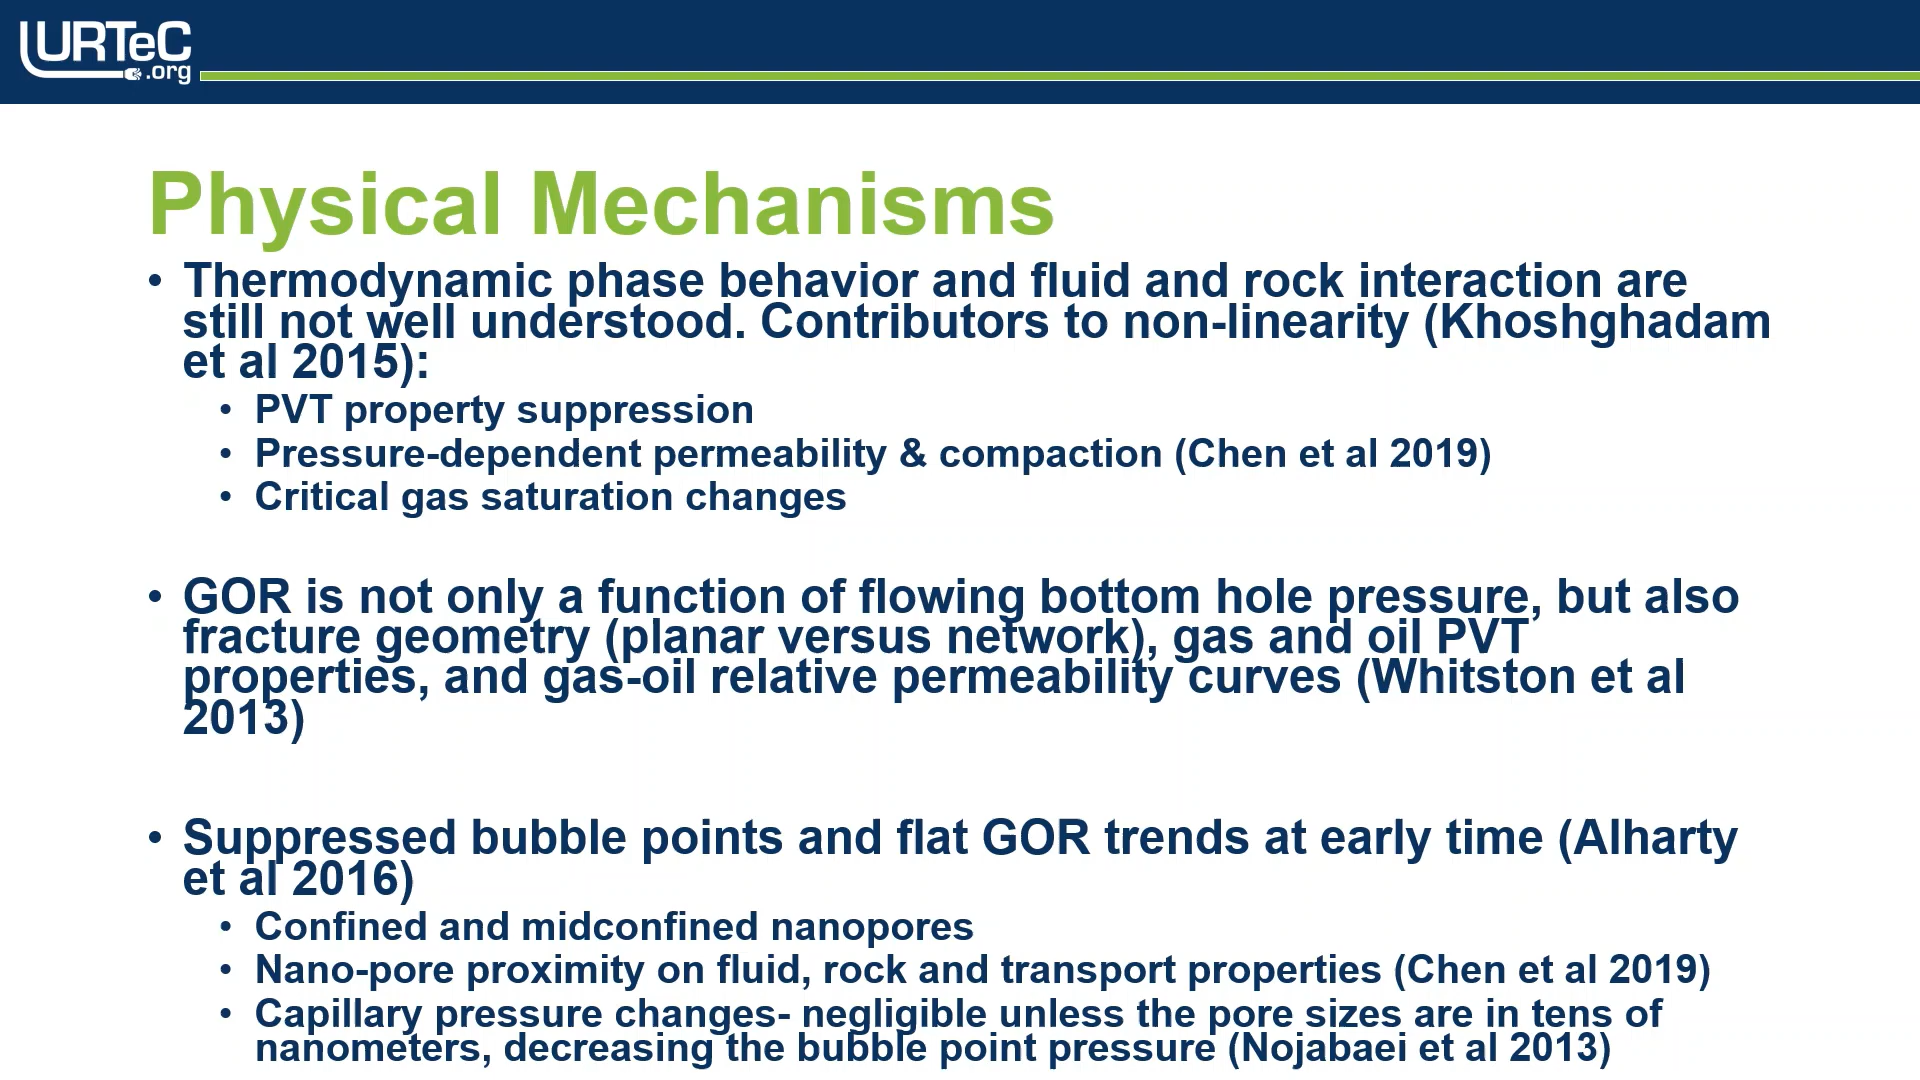 URTeC
.org
Physical Mechanisms
• Thermodynamic phase behavior and fluid and rock interaction are
still not well understood. Contributors to non-linearity (Khoshghadam
et al 2015):
• PVT property suppression
• Pressure-dependent permeability & compaction (Chen et al 2019)
• Critical gas saturation changes
• GOR is not only a function of flowing bottom hole pressure, but also
fracture geometry (planar versus network), gas and oil PVT
properties, and gas-oil relative permeability curves (Whitston et al
2013)
• Suppressed bubble points and flat GOR trends at early time (Alharty
et al 2016)
• Confined and midconfined nanopores
• Nano-pore proximity on fluid, rock and transport properties (Chen et al 2019)
• Capillary pressure changes- negligible unless the pore sizes are in tens of
nanometers, decreasing the bubble point pressure (Nojabaei et al 2013)